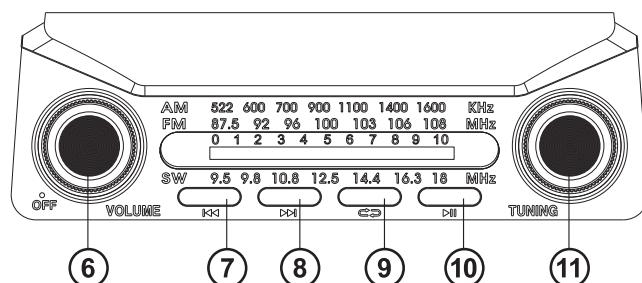 AM 522 600 700 900 1100 1400 1600 KHz
FM 87.5 92 96 100 103 106 108 MHz
0 1 2 3 4 5 6 7 8 9 10
SW 9.5 9.8 10.8 12.5 14.4 16.3 18 MHz
OFF VOLUME TUNING
6 7 8 9 10 11